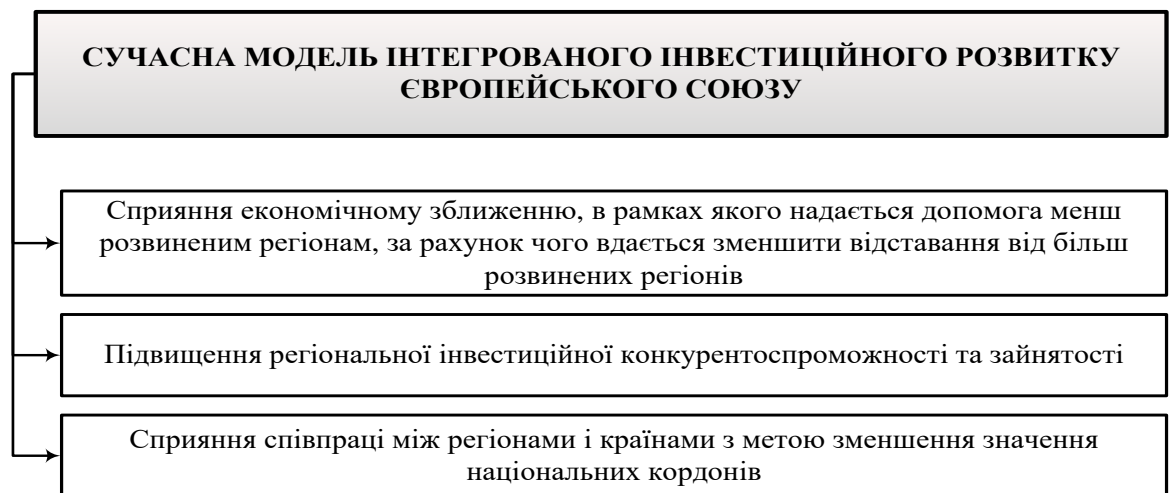 СУЧАСНА МОДЕЛЬ ІНТЕГРОВАНОГО ІНВЕСТИЦІЙНОГО РОЗВИТКУ
ЄВРОПЕЙСЬКОГО СОЮЗУ
Сприяння економічному зближенню, в рамках якого надається допомога менш
розвиненим регіонам, за рахунок чого вдається зменшити відставання від більш
розвинених регіонів
Підвищення регіональної інвестиційної конкурентоспроможності та зайнятості
Сприяння співпраці між регіонами і країнами з метою зменшення значення
національних кордонів